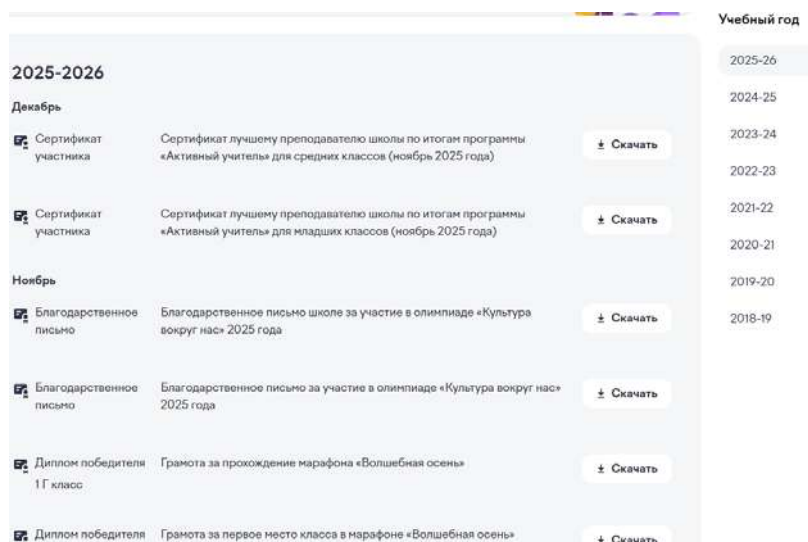 Учебный год
2025-26
2024-25
2023-24
2022-23
2021-22
2020-21
2019-20
2018-19
2025-2026
Декабрь
Сертификат участника
Сертификат лучшему преподавателю школы по итогам программы
«Активный учитель» для средних классов (ноябрь 2025 года)
Скачать
Сертификат участника
Сертификат лучшему преподавателю школы по итогам программы
«Активный учитель» для младших классов (ноябрь 2025 года)
Скачать
Ноябрь
Благодарственное письмо
Благодарственное письмо школе за участие в олимпиаде «Культура
вокруг нас» 2025 года
Скачать
Благодарственное письмо
Благодарственное письмо за участие в олимпиаде «Культура вокруг нас»
2025 года
Скачать
Диплом победителя
1 Г класс
Грамота за прохождение марафона «Волшебная осень»
Скачать
Диплом победителя
Грамота за первое место класса в марафоне «Волшебная осень»
Скачать